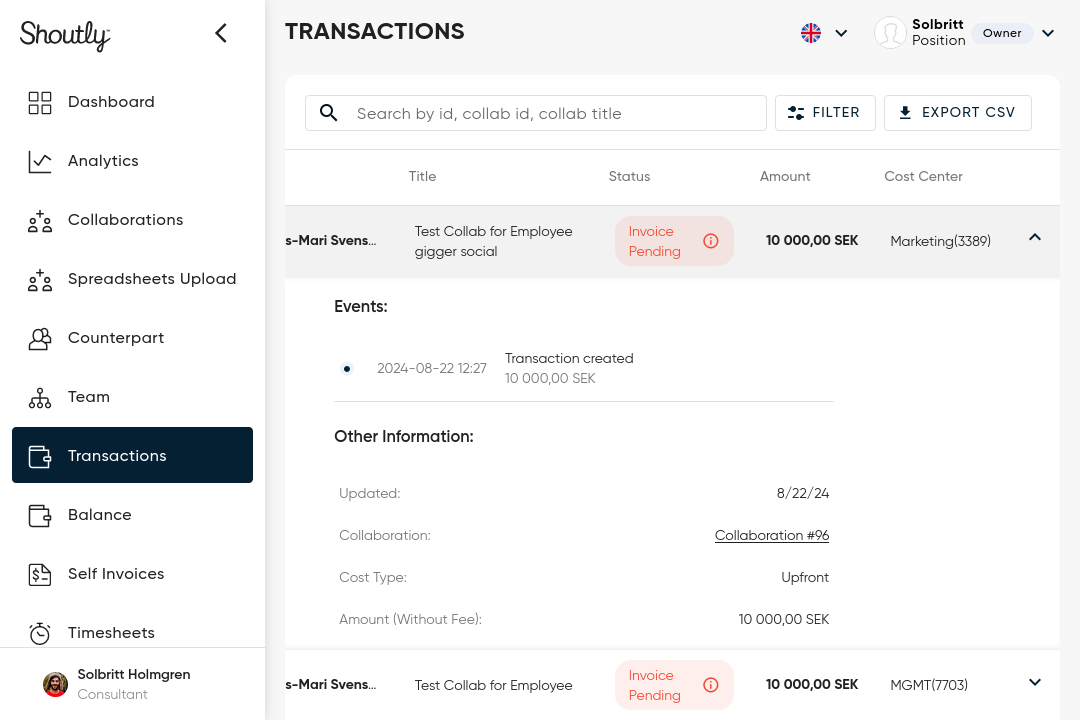 Shoutly
TRANSACTIONS
Solbritt
Position
Owner
Dashboard
Analytics
Collaborations
Spreadsheets Upload
Counterpart
Team
Transactions
Balance
Self Invoices
Timesheets
Solbritt Holmgren
Consultant
Search by id, collab id, collab title
FILTER
EXPORT CSV
Title Status Amount Cost Center
s-Mari Svens...
Test Collab for Employee
gigger social
Invoice
Pending
10 000,00 SEK
Marketing(3389)
Events:
2024-08-22 12:27
Transaction created
10 000,00 SEK
Other Information:
Updated: 8/22/24
Collaboration: Collaboration #96
Cost Type: Upfront
Amount (Without Fee): 10 000,00 SEK
s-Mari Svens...
Test Collab for Employee
Invoice
Pending
10 000,00 SEK
MGMT(7703)